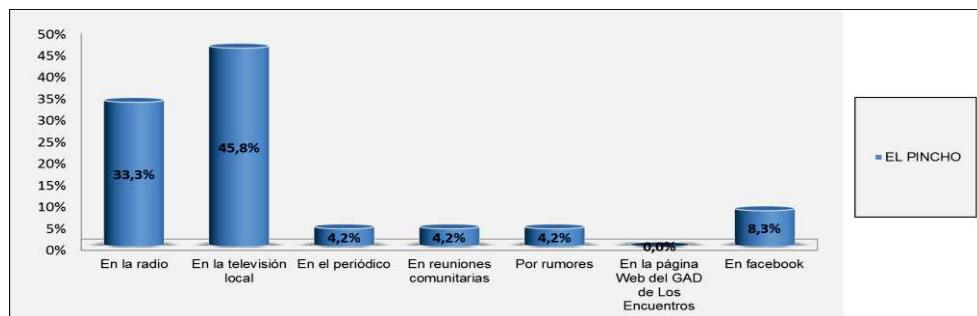 50%
45%
40%
35%
30%
25%
20%
15%
10%
5%
0%
33,3%
45,8%
4,2%
4,2%
4,2%
0,0%
8,3%
En la radio
En la televisión
local
En el periódico
En reuniones
comunitarias
Por rumores
En la página
Web del GAD
de Los
Encuentros
En facebook
EL PINCHO